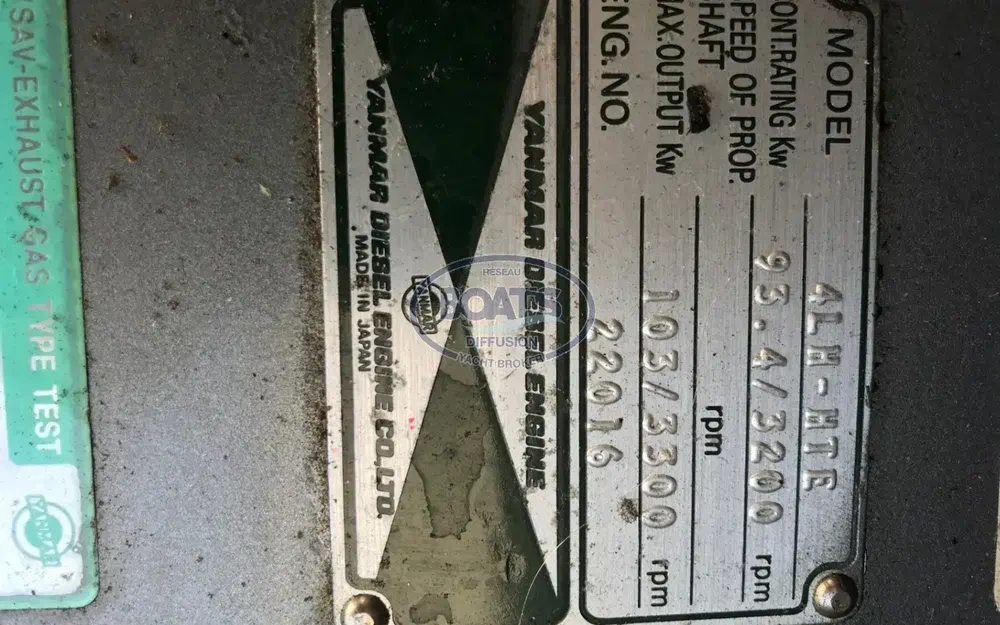 MODEL 4LH-HTE
CONT.RATING Kw 93.4/3200 rpm
SPEED OF PROP.
SHAFT rpm
MAX.OUTPUT Kw 103/3300 rpm
ENG.NO. 22016
YANMAR DIESEL ENGINE
YANMAR
YANMAR DIESEL ENGINE CO.,LTD.
MADE IN JAPAN
RÉSEAU
BOATS
DIFFUSION
YACHT BROKER
SAV-EXHAUST/GAS TYPE TEST
YANMAR